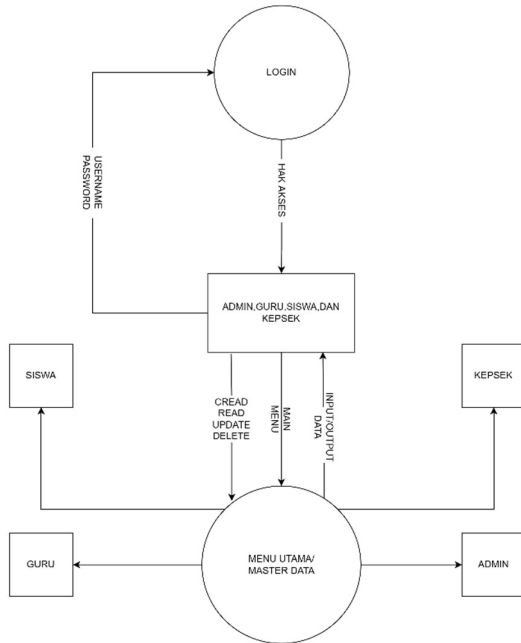 LOGIN
USERNAME
PASSWORD
HAK AKSES
ADMIN,GURU,SISWA,DAN
KEPSEK
SISWA
KEPSEK
CREAD
READ
UPDATE
DELETE
MAIN
MENU
INPUT/OUTPUT
DATA
GURU
MENU UTAMA/
MASTER DATA
ADMIN